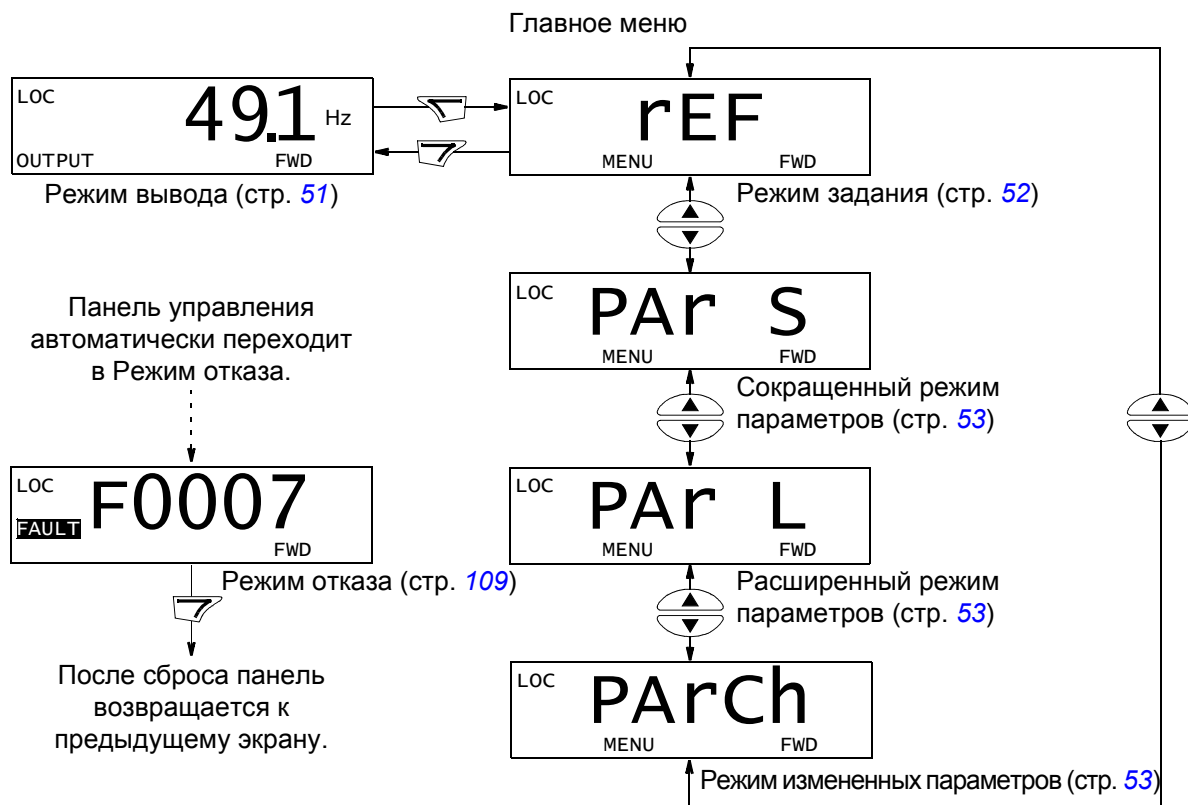 Главное меню
LOC
49.1 Hz
OUTPUT FWD
Режим вывода (стр. 51)
LOC
rEF
MENU FWD
Режим задания (стр. 52)
LOC
PAr S
MENU FWD
Сокращенный режим
параметров (стр. 53)
Панель управления
автоматически переходит
в Режим отказа.
LOC
F0007
FAULT
FWD
Режим отказа (стр. 109)
После сброса панель
возвращается к
предыдущему экрану.
LOC
PAr L
MENU FWD
Расширенный режим
параметров (стр. 53)
LOC
PArCh
MENU FWD
Режим измененных параметров (стр. 53)